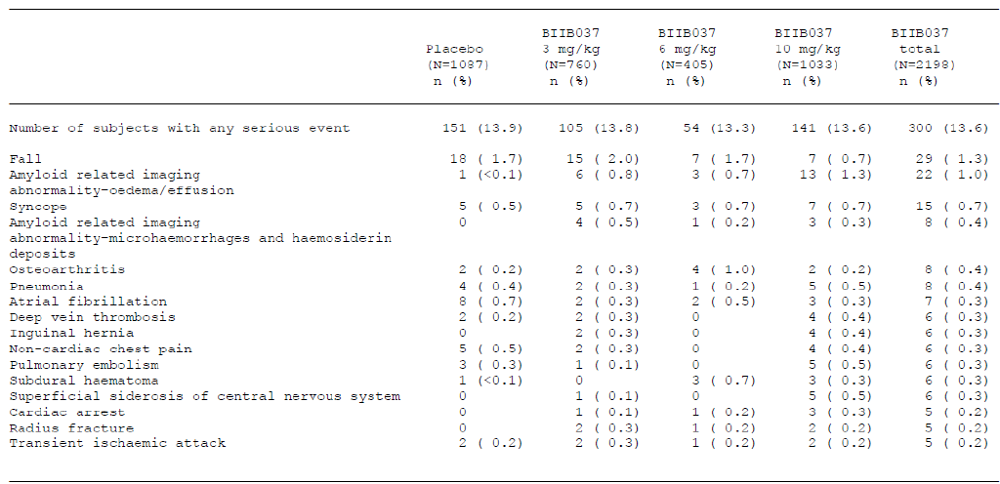 BIIB037 BIIB037 BIIB037 BIIB037
Placebo 3 mg/kg 6 mg/kg 10 mg/kg total
(N=1087) (N=760) (N=405) (N=1033) (N=2198)
n (%) n (%) n (%) n (%) n (%)
Number of subjects with any serious event 151 (13.9) 105 (13.8) 54 (13.3) 141 (13.6) 300 (13.6)
Fall 18 ( 1.7) 15 ( 2.0) 7 ( 1.7) 7 ( 0.7) 29 ( 1.3)
Amyloid related imaging 1 (<0.1) 6 ( 0.8) 3 ( 0.7) 13 ( 1.3) 22 ( 1.0)
abnormality-oedema/effusion
Syncope 5 ( 0.5) 5 ( 0.7) 3 ( 0.7) 7 ( 0.7) 15 ( 0.7)
Amyloid related imaging 0 4 ( 0.5) 1 ( 0.2) 3 ( 0.3) 8 ( 0.4)
abnormality-microhaemorrhages and haemosiderin
deposits
Osteoarthritis 2 ( 0.2) 2 ( 0.3) 4 ( 1.0) 2 ( 0.2) 8 ( 0.4)
Pneumonia 4 ( 0.4) 2 ( 0.3) 1 ( 0.2) 5 ( 0.5) 8 ( 0.4)
Atrial fibrillation 8 ( 0.7) 2 ( 0.3) 2 ( 0.5) 3 ( 0.3) 7 ( 0.3)
Deep vein thrombosis 2 ( 0.2) 2 ( 0.3) 0 4 ( 0.4) 6 ( 0.3)
Inguinal hernia 0 2 ( 0.3) 0 4 ( 0.4) 6 ( 0.3)
Non-cardiac chest pain 5 ( 0.5) 2 ( 0.3) 0 4 ( 0.4) 6 ( 0.3)
Pulmonary embolism 3 ( 0.3) 1 ( 0.1) 0 5 ( 0.5) 6 ( 0.3)
Subdural haematoma 1 (<0.1) 0 3 ( 0.7) 3 ( 0.3) 6 ( 0.3)
Superficial siderosis of central nervous system 0 1 ( 0.1) 0 5 ( 0.5) 6 ( 0.3)
Cardiac arrest 0 1 ( 0.1) 1 ( 0.2) 3 ( 0.3) 5 ( 0.2)
Radius fracture 0 2 ( 0.3) 1 ( 0.2) 2 ( 0.2) 5 ( 0.2)
Transient ischaemic attack 2 ( 0.2) 2 ( 0.3) 1 ( 0.2) 2 ( 0.2) 5 ( 0.2)